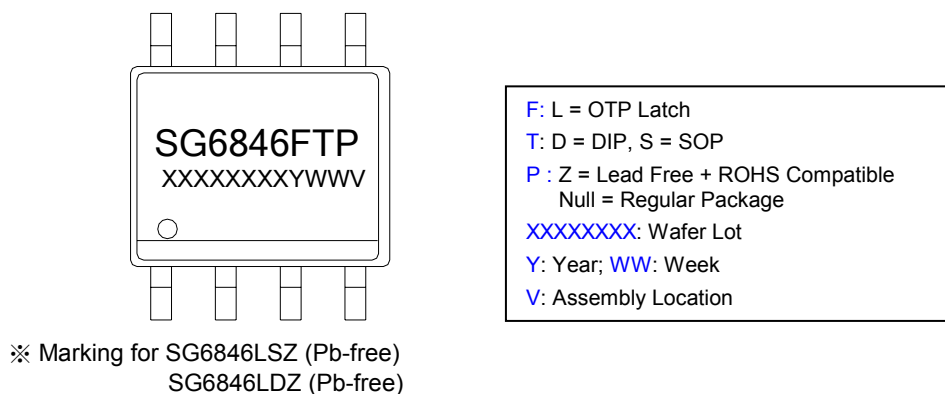 SG6846FTP
XXXXXXXXYWWV
F: L = OTP Latch
T: D = DIP, S = SOP
P : Z = Lead Free + ROHS Compatible
Null = Regular Package
XXXXXXXX: Wafer Lot
Y: Year; WW: Week
V: Assembly Location
※ Marking for SG6846LSZ (Pb-free)
SG6846LDZ (Pb-free)